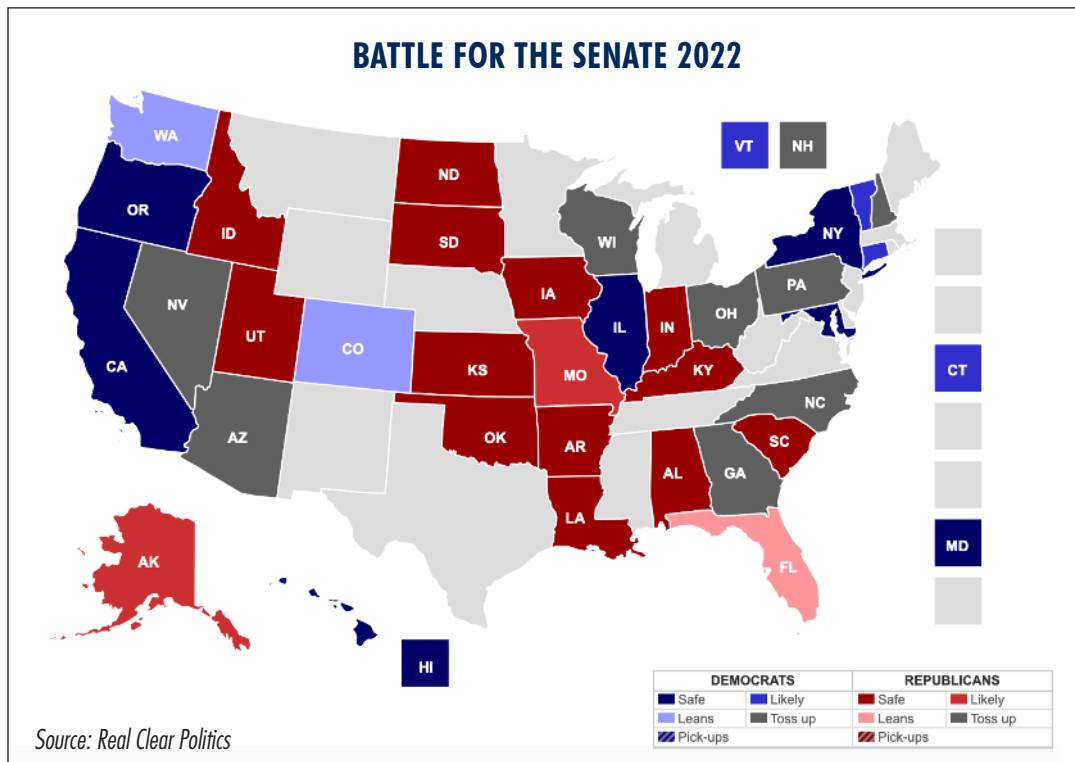 BATTLE FOR THE SENATE 2022
WA
VT
NH
OR
ID
ND
SD
WI
NY
NV
UT
CO
IA
IL
IN
OH
PA
CA
KS
MO
KY
CT
AZ
OK
AR
NC
SC
LA
AL
GA
AK
FL
MD
HI
DEMOCRATS REPUBLICANS
Safe Likely Safe Likely
Leans Toss up Leans Toss up
Pick-ups Pick-ups
Source: Real Clear Politics